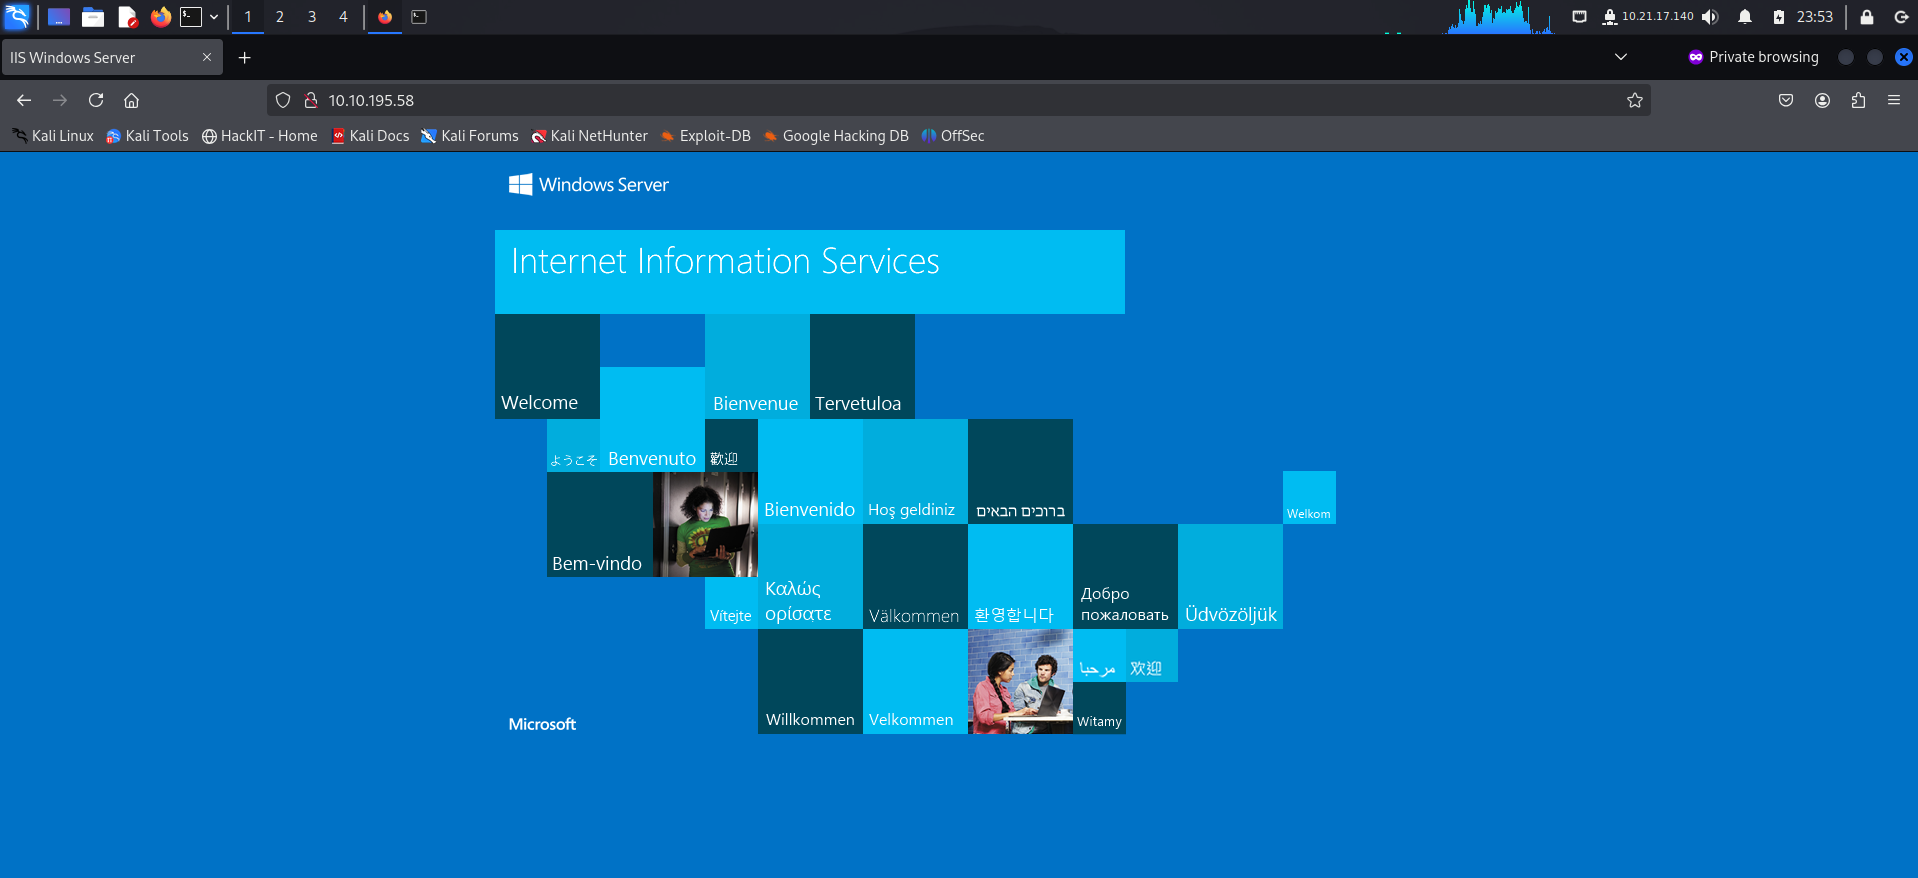 1 2 3 4
10.21.17.140
23:53
IIS Windows Server
Private browsing
10.10.195.58
Kali Linux Kali Tools HackIT - Home Kali Docs Kali Forums Kali NetHunter Exploit-DB Google Hacking DB OffSec
Windows Server
Internet Information Services
Welcome
Bienvenue
Tervetuloa
ようこそ
Benvenuto
歡迎
Bienvenido
Hoş geldiniz
ברוכים הבאים
Welkom
Bem-vindo
Vítejte
Καλώς
ορίσατε
Välkommen
환영합니다
Добро
пожаловать
Üdvözöljük
Willkommen
Velkommen
مرحبا
欢迎
Witamy
Microsoft